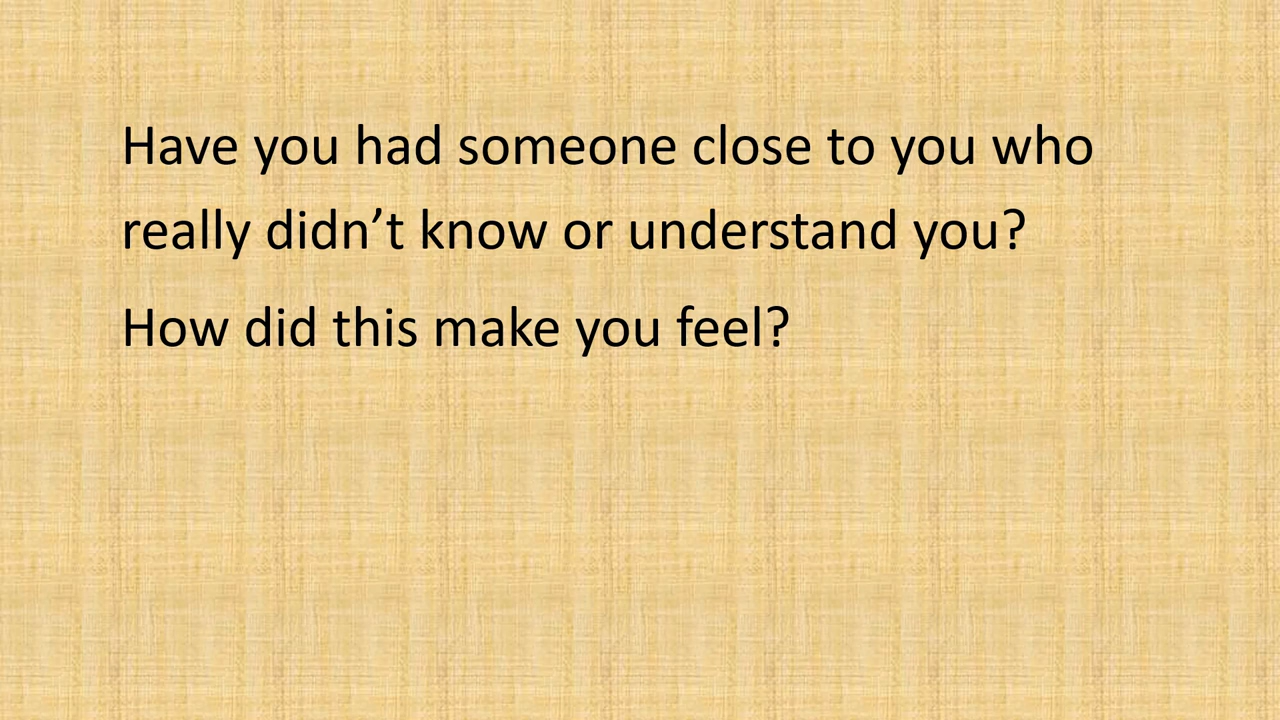 Have you had someone close to you who
really didn’t know or understand you?
How did this make you feel?